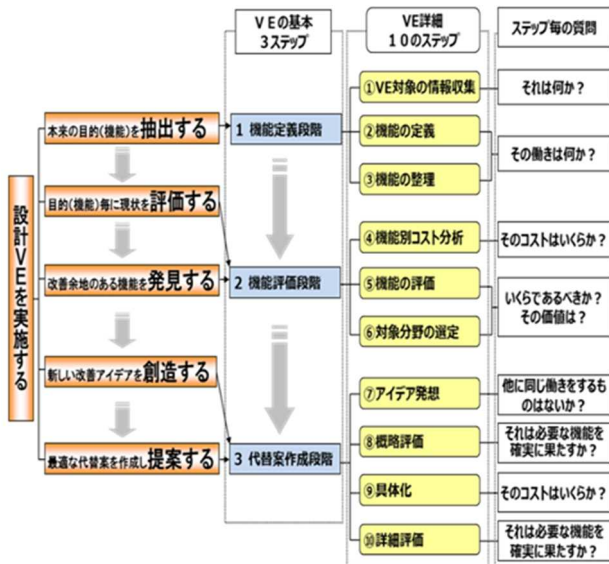 VEの基本
3ステップ
VE詳細
10のステップ
ステップ毎の質問
設計VEを実施する
本来の目的(機能)を抽出する
目的(機能)毎に現状を評価する
改善余地のある機能を発見する
新しい改善アイデアを創造する
最適な代替案を作成し提案する
1 機能定義段階
2 機能評価段階
3 代替案作成段階
①VE対象の情報収集
②機能の定義
③機能の整理
④機能別コスト分析
⑤機能の評価
⑥対象分野の選定
⑦アイデア発想
⑧概略評価
⑨具体化
⑩詳細評価
それは何か?
その働きは何か?
そのコストはいくらか?
いくらであるべきか?
その価値は?
他に同じ働きをするも
のはないか?
それは必要な機能を
確実に果たすか?
そのコストはいくらか?
それは必要な機能を
確実に果たすか?